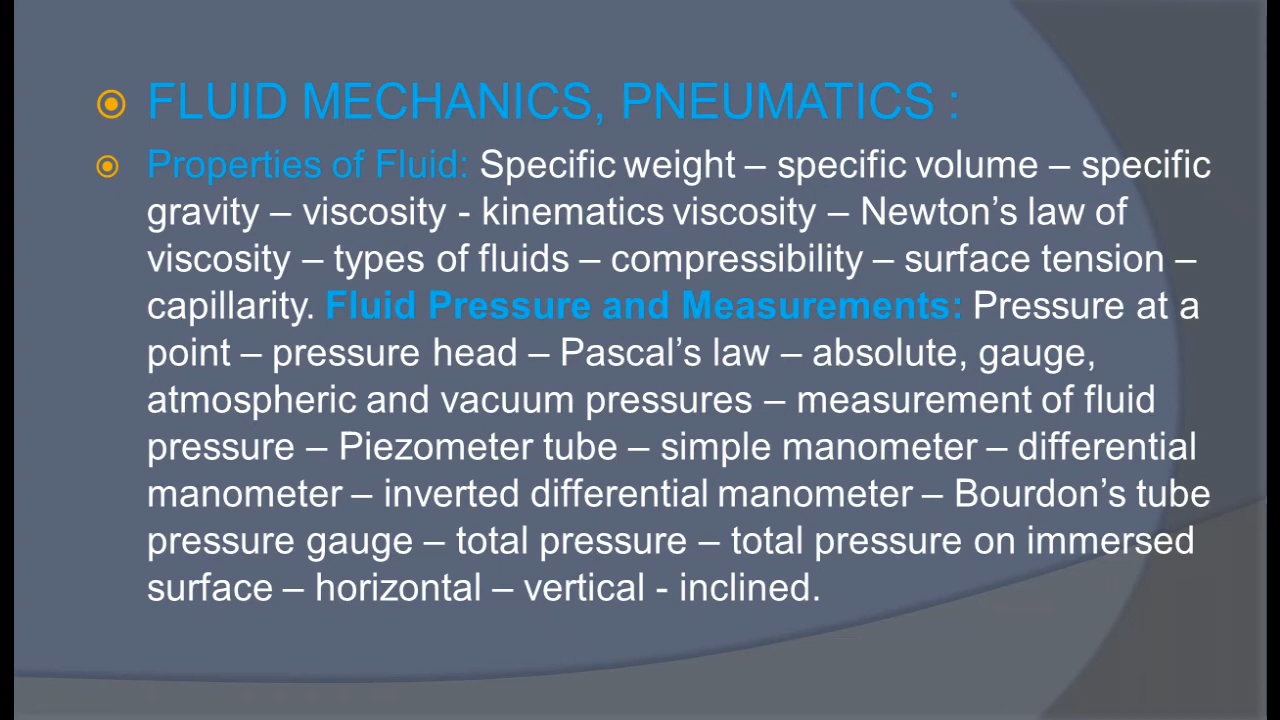 FLUID MECHANICS, PNEUMATICS :
Properties of Fluid: Specific weight – specific volume – specific
gravity – viscosity - kinematics viscosity – Newton’s law of
viscosity – types of fluids – compressibility – surface tension –
capillarity. Fluid Pressure and Measurements: Pressure at a
point – pressure head – Pascal’s law – absolute, gauge,
atmospheric and vacuum pressures – measurement of fluid
pressure – Piezometer tube – simple manometer – differential
manometer – inverted differential manometer – Bourdon’s tube
pressure gauge – total pressure – total pressure on immersed
surface – horizontal – vertical - inclined.